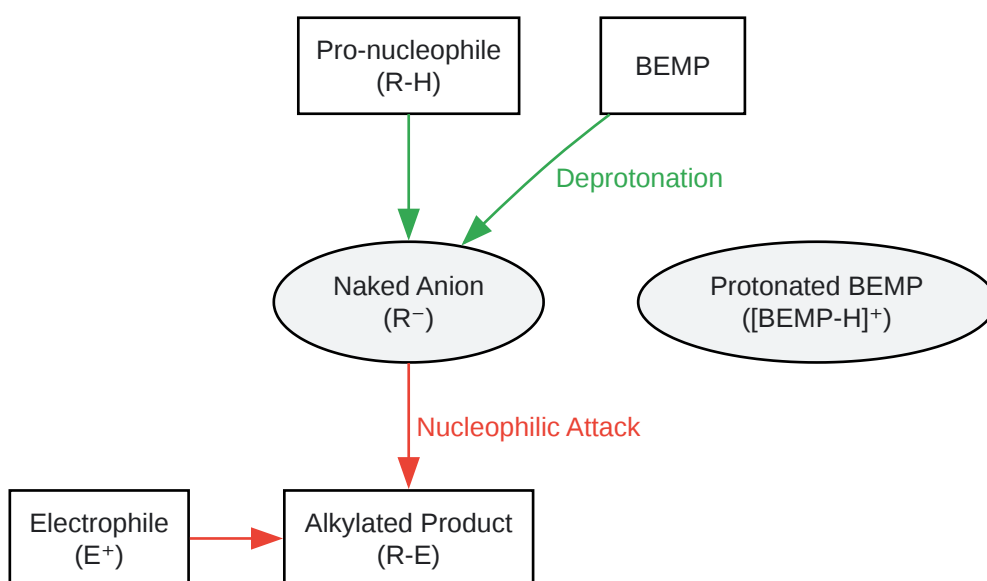 Pro-nucleophile
(R-H)
BEMP
Deprotonation
Naked Anion
(R⁻)
Protonated BEMP
([BEMP-H]⁺)
Nucleophilic Attack
Electrophile
(E⁺)
Alkylated Product
(R-E)